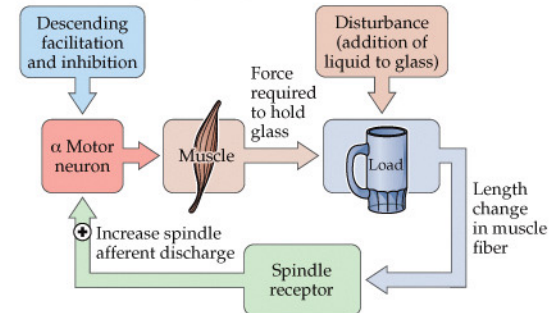 Descending
facilitation
and inhibition
Disturbance
(addition of
liquid to glass)
Force
required
to hold
glass
α Motor
neuron
Muscle
Load
Length
change
in muscle
fiber
+
Increase spindle
afferent discharge
Spindle
receptor